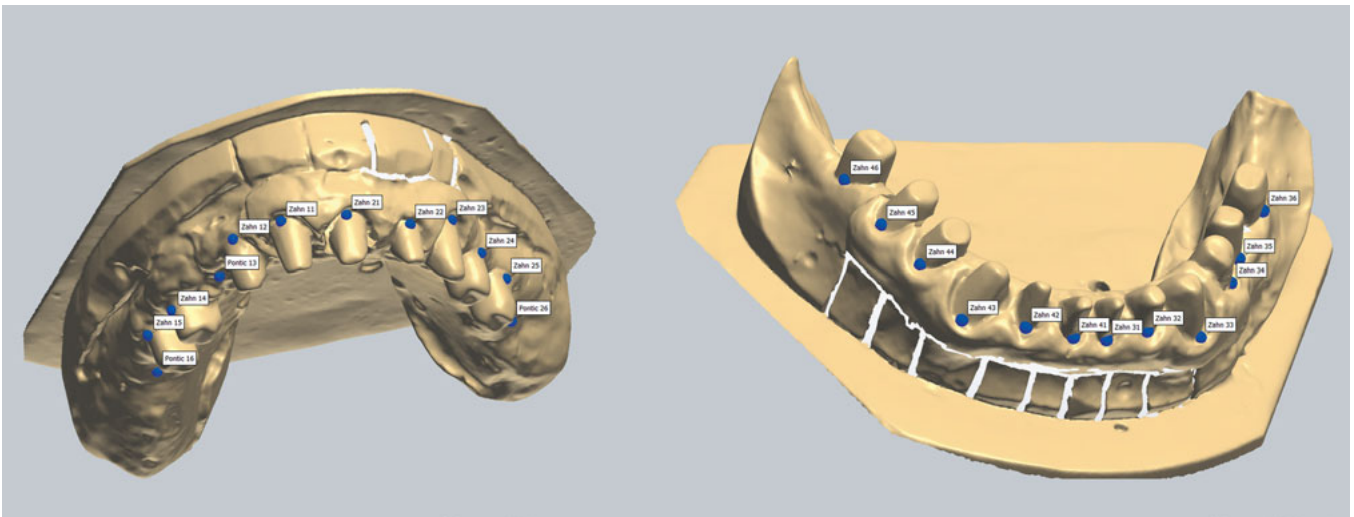 Zahn 11
Zahn 21
Zahn 22
Zahn 23
Zahn 12
Zahn 24
Pontic 13
Zahn 25
Zahn 14
Pontic 26
Zahn 15
Pontic 16
Zahn 46
Zahn 45
Zahn 44
Zahn 43
Zahn 42
Zahn 41
Zahn 31
Zahn 32
Zahn 33
Zahn 34
Zahn 35
Zahn 36